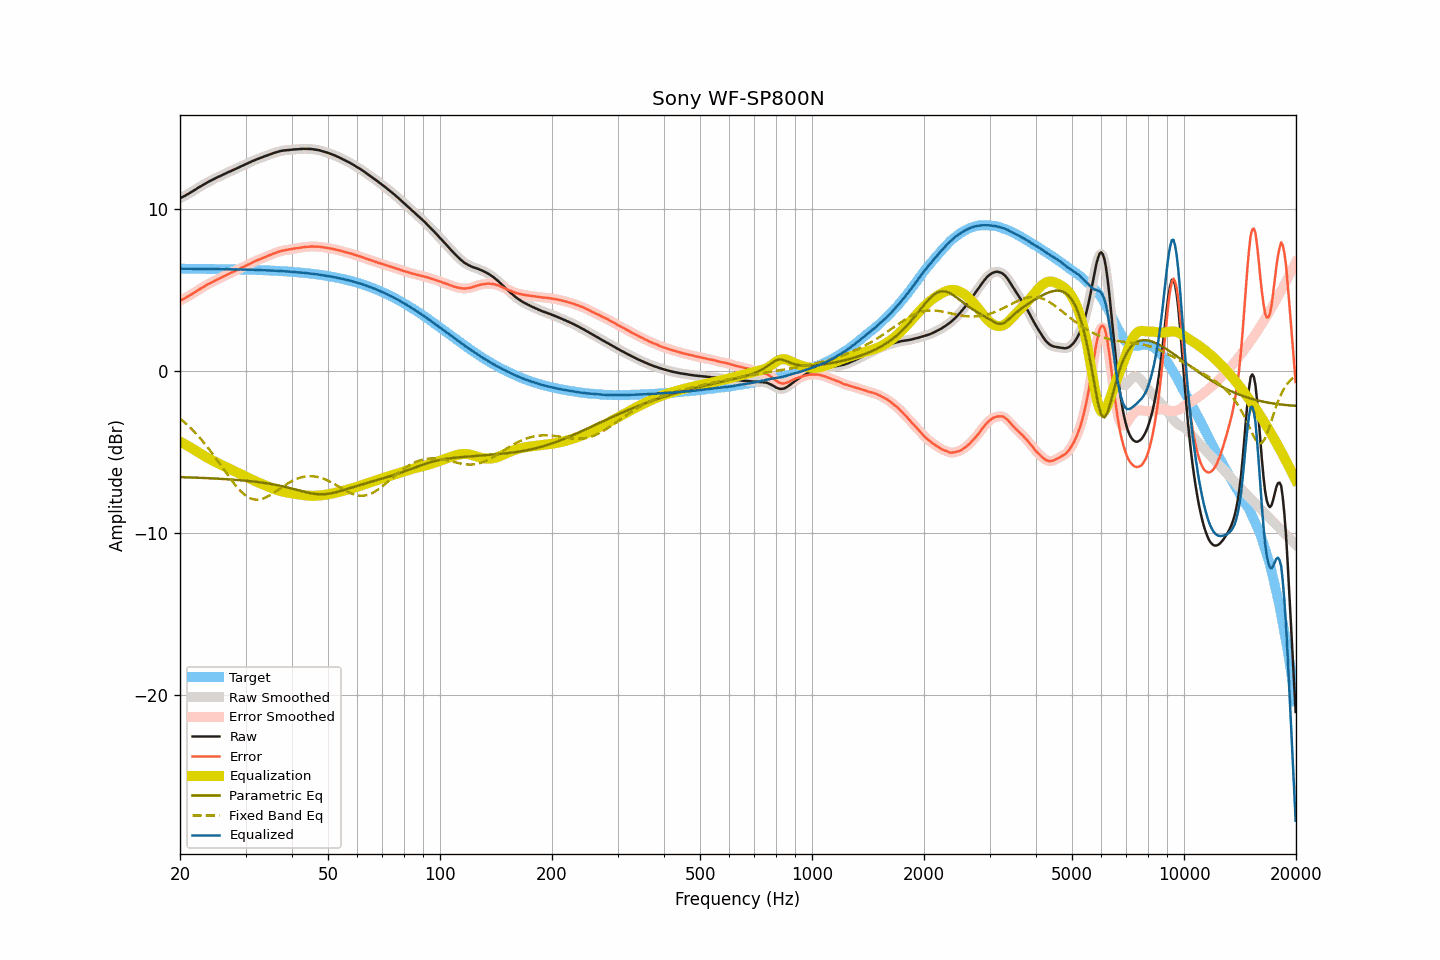 Sony WF-SP800N
10
0
−10
−20
Amplitude (dBr)
Target
Raw Smoothed
Error Smoothed
Raw
Error
Equalization
Parametric Eq
Fixed Band Eq
Equalized
20 50 100 200 500 1000 2000 5000 10000 20000
Frequency (Hz)